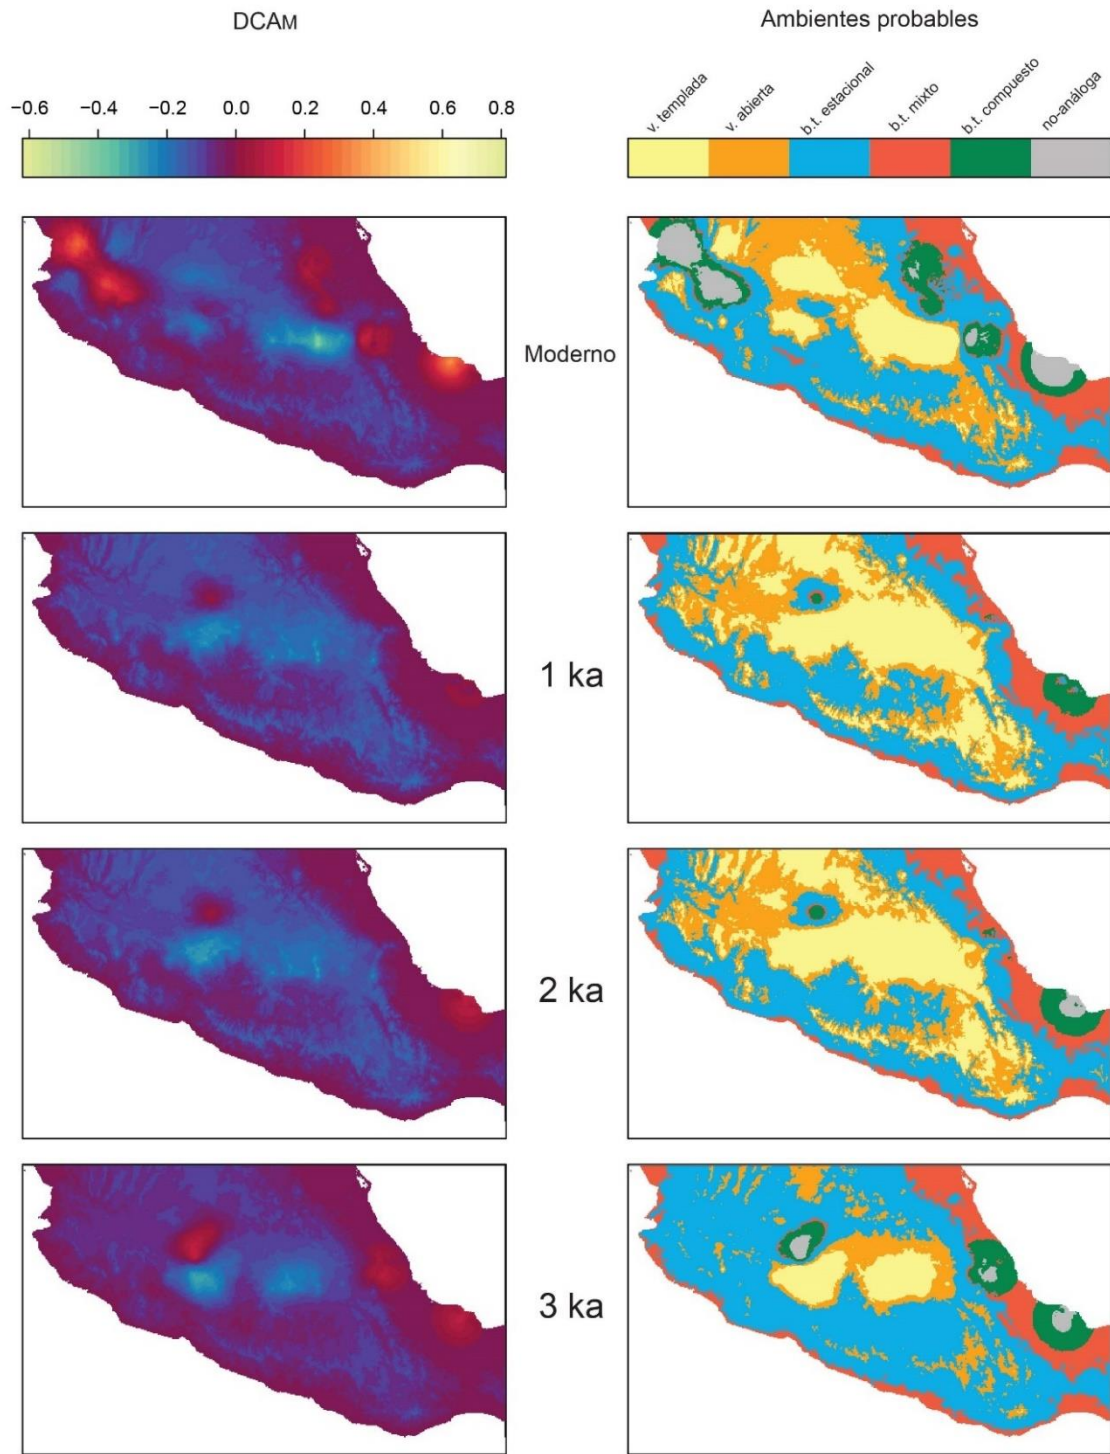 DCAM
Ambientes probables
−0.6 −0.4 −0.2 0.0 0.2 0.4 0.6 0.8
v. templada
v. abierta
b.t. estacional
b.t. mixto
b.t. compuesto
no-análoga
Moderno
1 ka
2 ka
3 ka